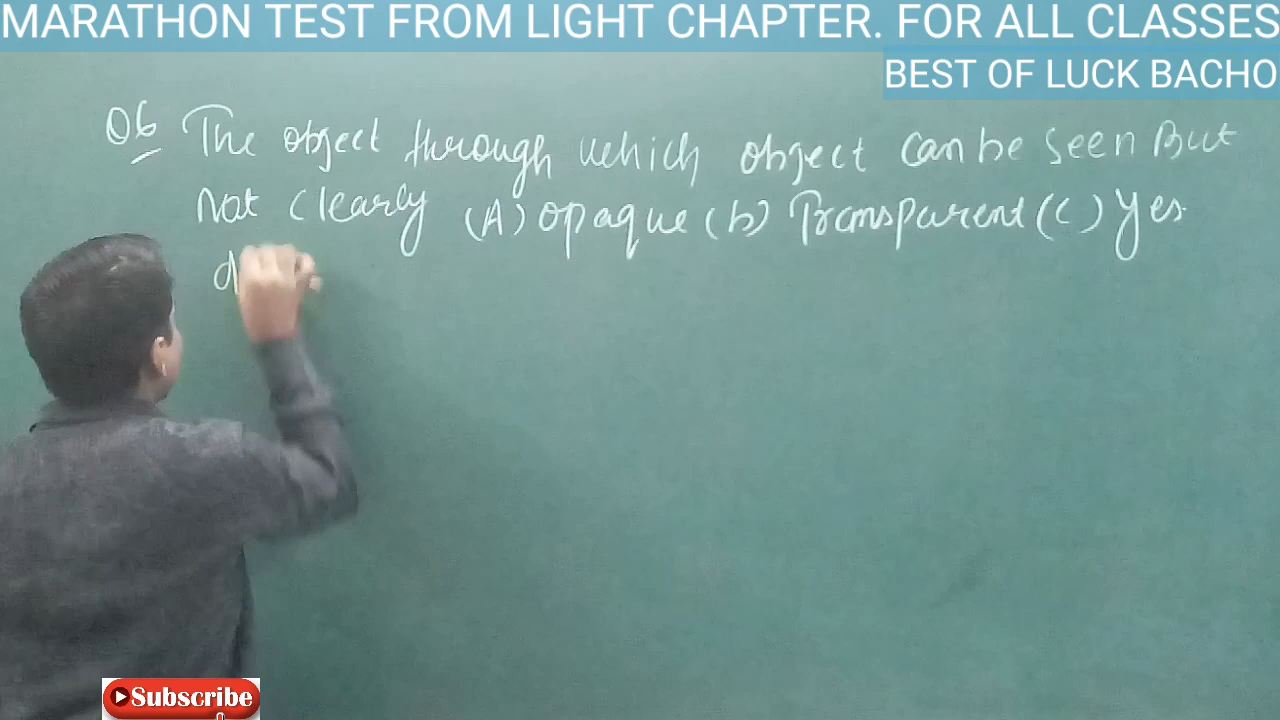 MARATHON TEST FROM LIGHT CHAPTER. FOR ALL CLASSES
BEST OF LUCK BACHO
Q6 The object through which object can be seen But
Not clearly (A) opaque (b) Transparent (C) Yes
d
Subscribe